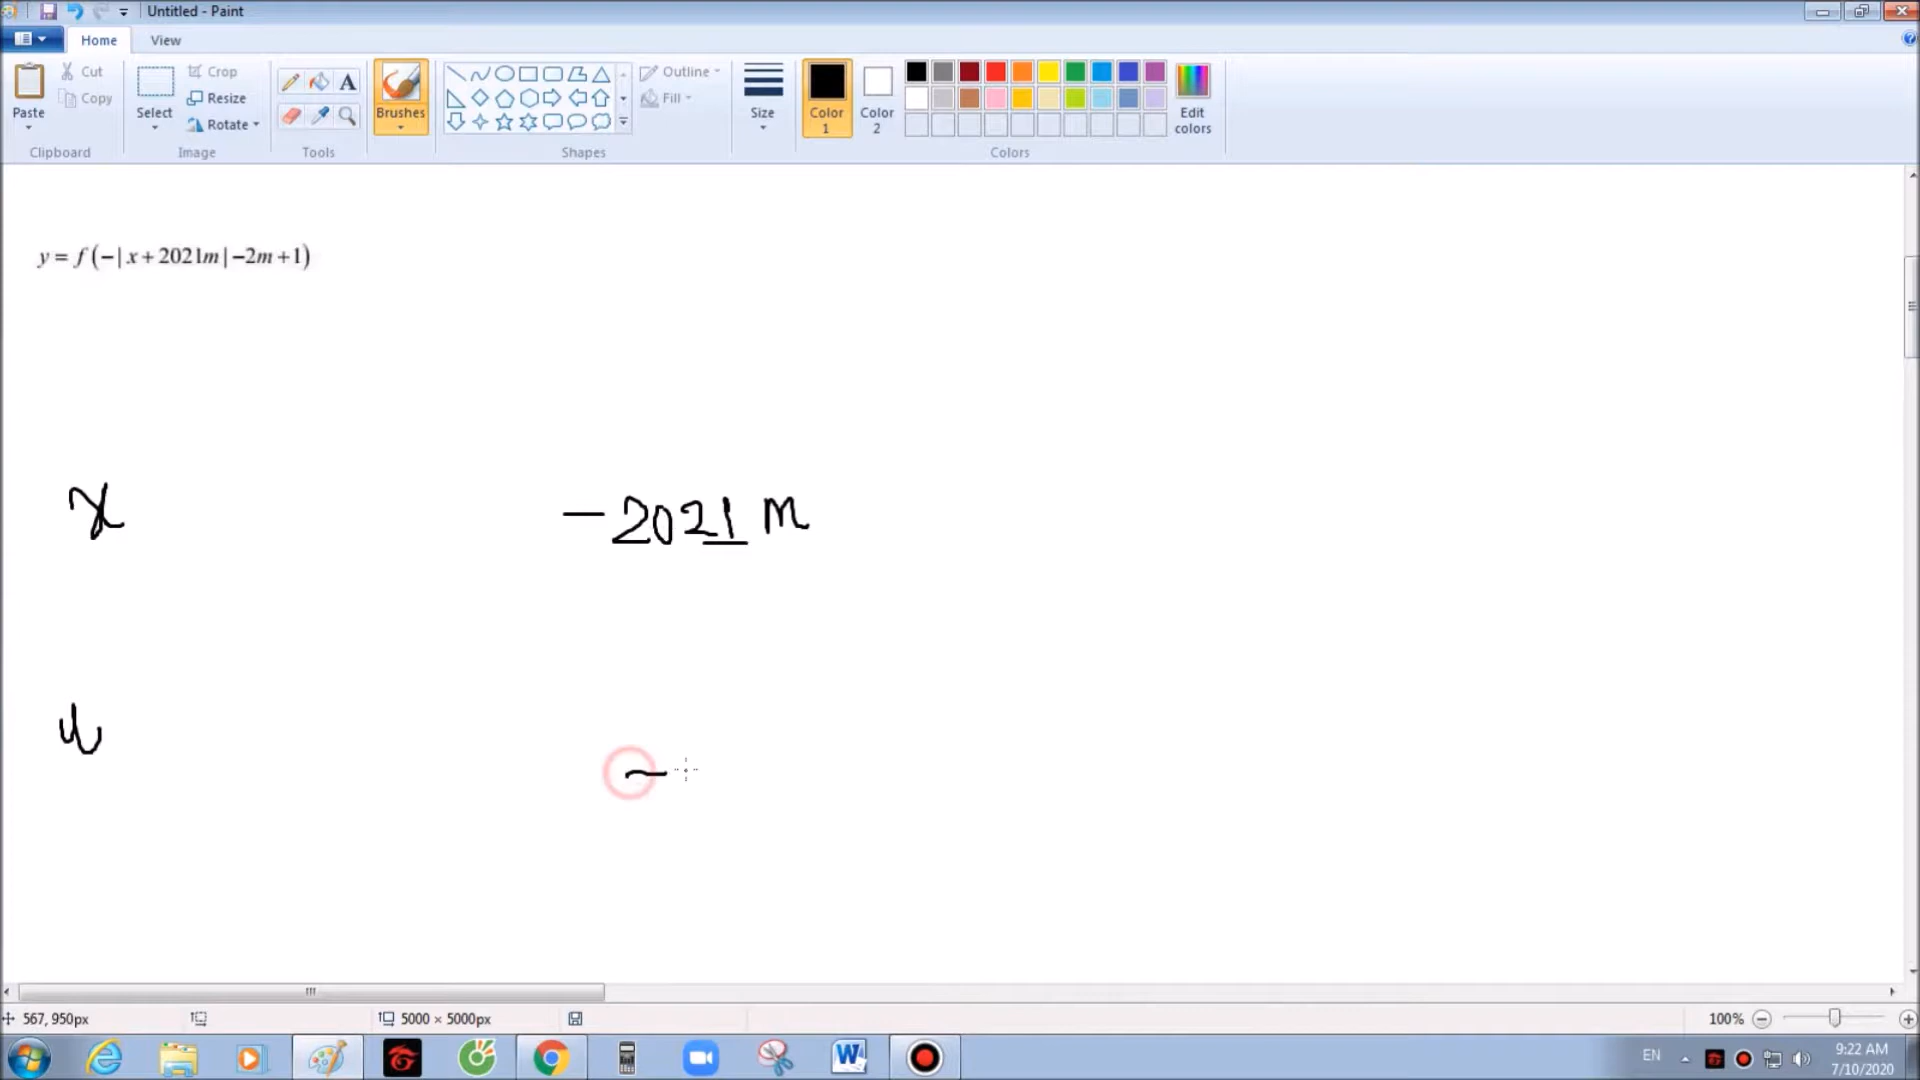 Untitled - Paint
Home View
Paste
Cut
Copy
Clipboard
Select
Crop
Resize
Rotate
Image
A
Tools
Brushes
Shapes
Outline
Fill
Size
Color 1
Color 2
Colors
Edit colors
y = f(-|x+2021m|-2m+1)
x -2021 m
u -
567, 950px
5000 × 5000px
100%
W
EN
9:22 AM
7/10/2020